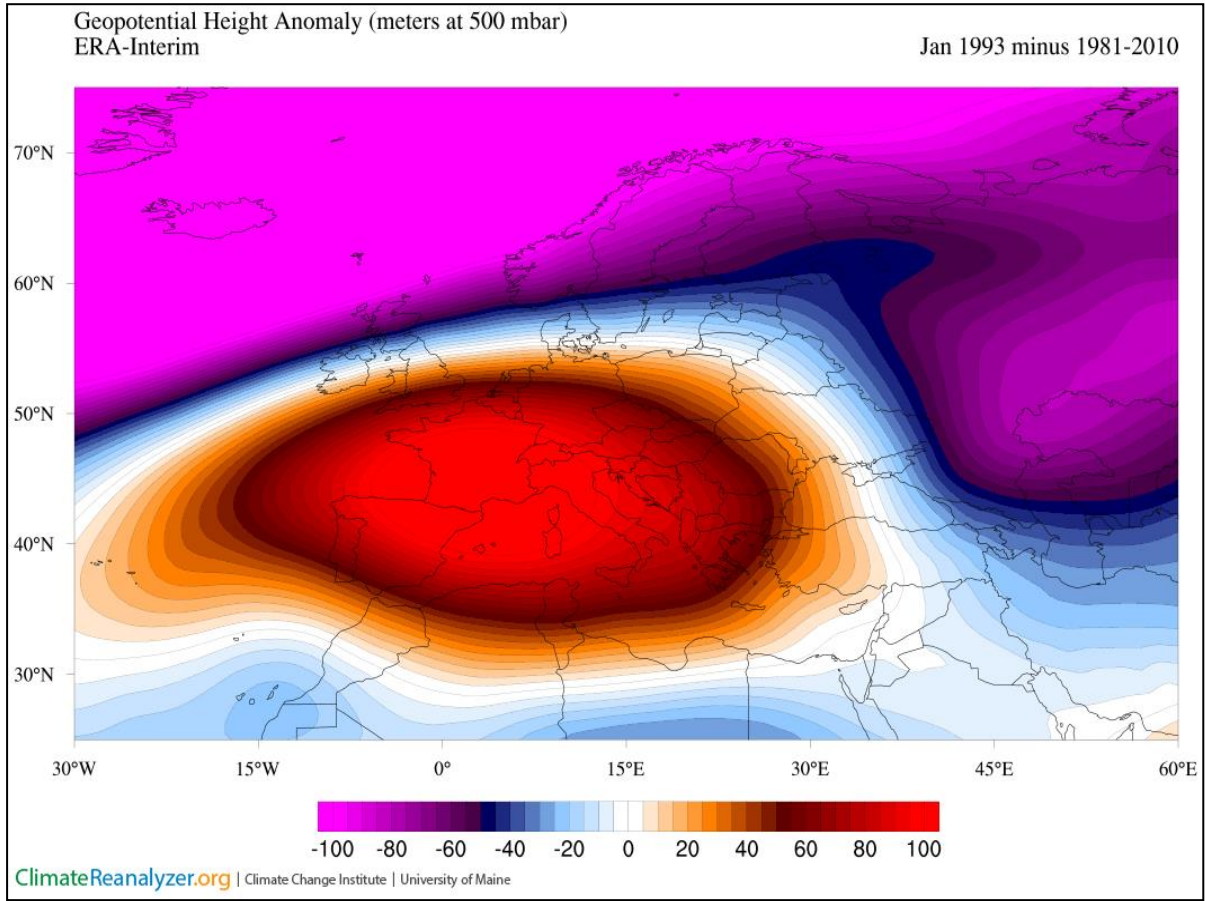 Geopotential Height Anomaly (meters at 500 mbar)
ERA-Interim
Jan 1993 minus 1981-2010
70°N
60°N
50°N
40°N
30°N
30°W 15°W 0° 15°E 30°E 45°E 60°E
-100 -80 -60 -40 -20 0 20 40 60 80 100
ClimateReanalyzer.org | Climate Change Institute | University of Maine